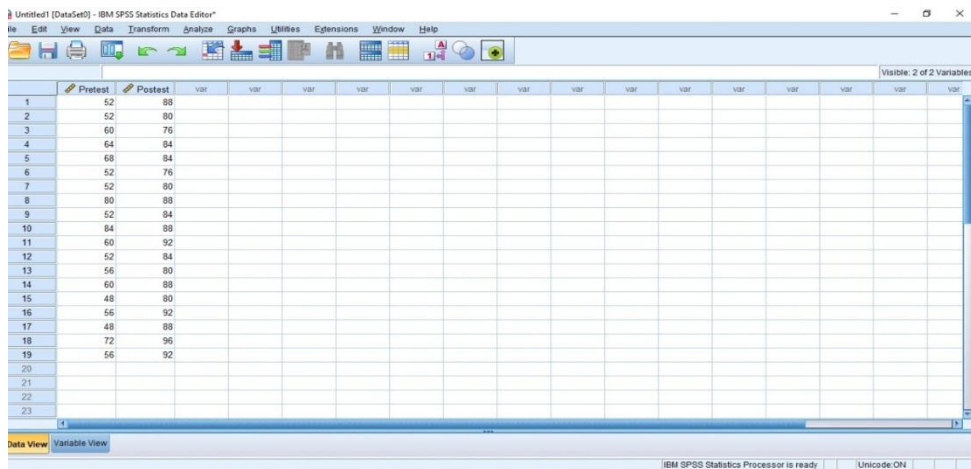 Untitled1 [DataSet0] - IBM SPSS Statistics Data Editor*
ile Edit View Data Transform Analyze Graphs Utilities Extensions Window Help
Visible: 2 of 2 Variables
Pretest Postest var var var var var var var var var var var var var var var
1 52 88
2 52 80
3 60 76
4 64 84
5 68 84
6 52 76
7 52 80
8 80 88
9 52 84
10 84 88
11 60 92
12 52 84
13 56 80
14 60 88
15 48 80
16 56 92
17 48 88
18 72 96
19 56 92
20
21
22
23
Data View Variable View
IBM SPSS Statistics Processor is ready Unicode:ON